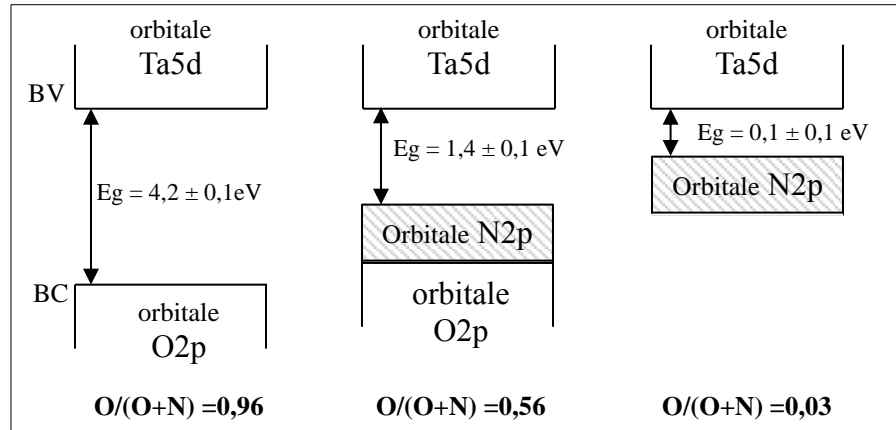 orbitale
Ta5d
BV
Eg = 4,2 ± 0,1eV
BC
orbitale
O2p
O/(O+N) =0,96
orbitale
Ta5d
Eg = 1,4 ± 0,1 eV
Orbitale N2p
orbitale
O2p
O/(O+N) =0,56
orbitale
Ta5d
Eg = 0,1 ± 0,1 eV
Orbitale N2p
O/(O+N) =0,03